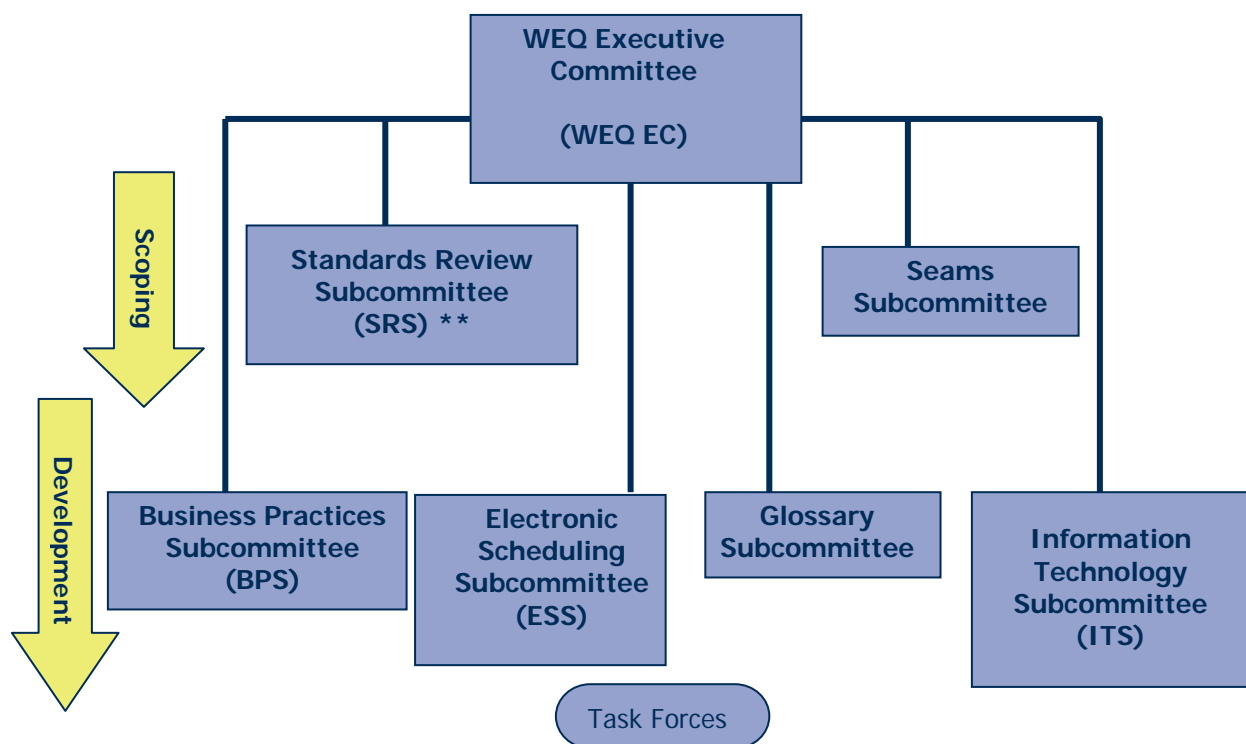 WEQ Executive
Committee
(WEQ EC)
Scoping
Standards Review
Subcommittee
(SRS) **
Seams
Subcommittee
Development
Business Practices
Subcommittee
(BPS)
Electronic
Scheduling
Subcommittee
(ESS)
Glossary
Subcommittee
Information
Technology
Subcommittee
(ITS)
Task Forces